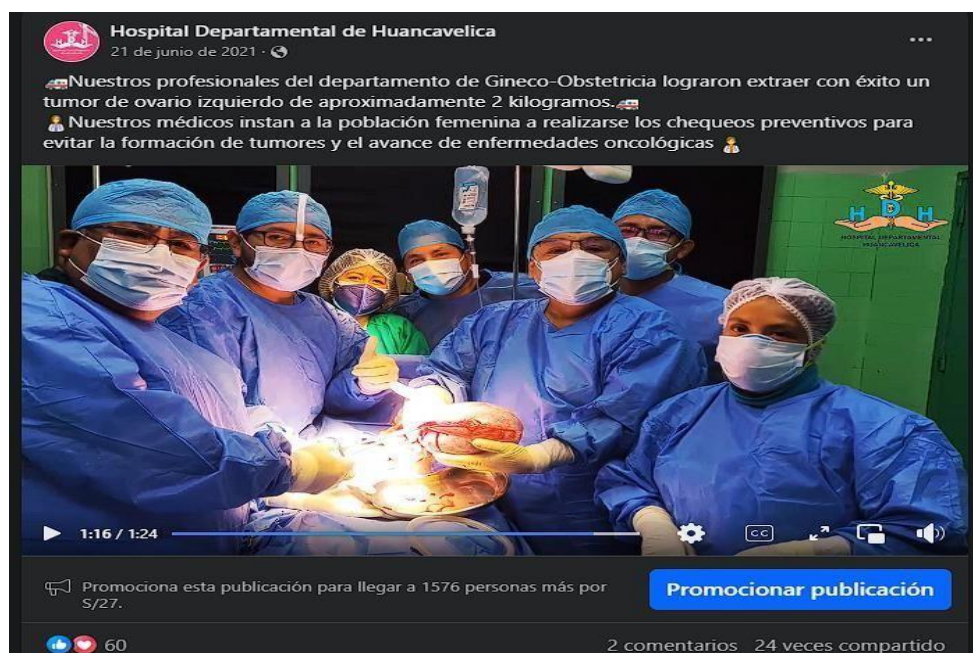 Hospital Departamental de Huancavelica
21 de junio de 2021 ·
Nuestros profesionales del departamento de Gineco-Obstetricia lograron extraer con éxito un
tumor de ovario izquierdo de aproximadamente 2 kilogramos.
Nuestros médicos instan a la población femenina a realizarse los chequeos preventivos para
evitar la formación de tumores y el avance de enfermedades oncológicas
H D H
HOSPITAL DEPARTAMENTAL
HUANCAVELICA
1:16 / 1:24
CC
Promociona esta publicación para llegar a 1576 personas más por
S/27.
Promocionar publicación
60
2 comentarios 24 veces compartido